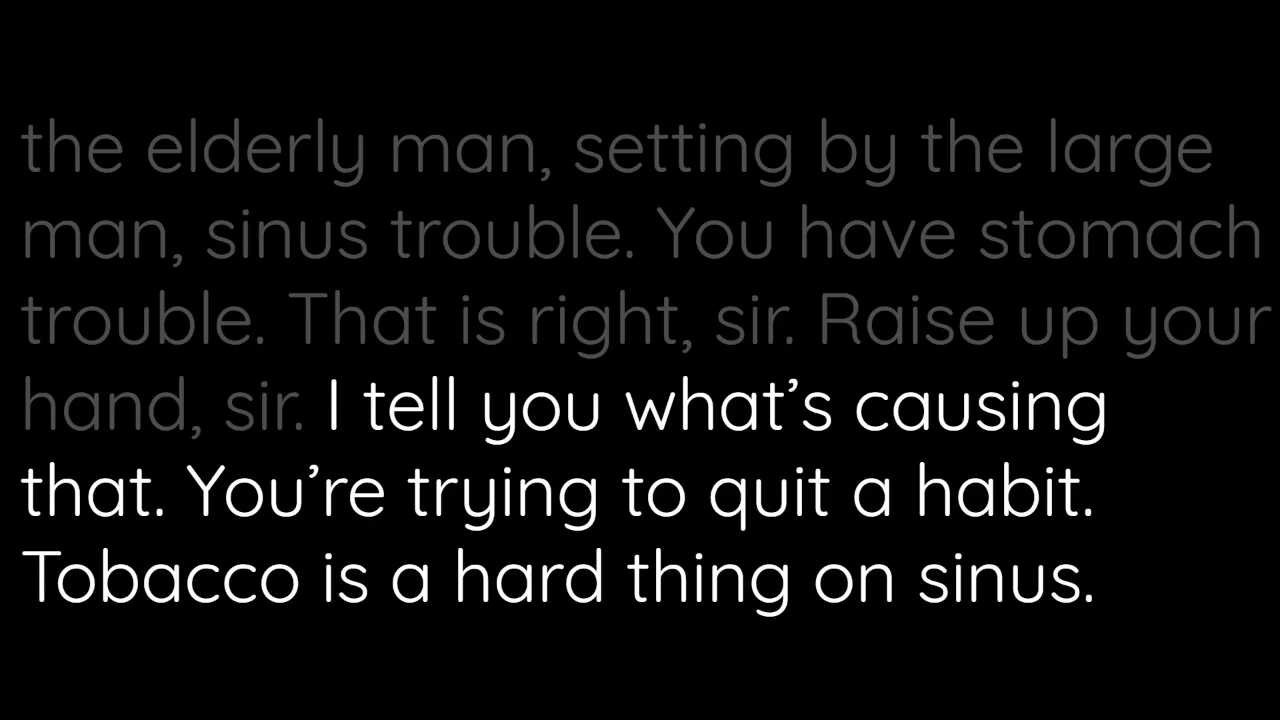 the elderly man, setting by the large
man, sinus trouble. You have stomach
trouble. That is right, sir. Raise up your
hand, sir. I tell you what’s causing
that. You’re trying to quit a habit.
Tobacco is a hard thing on sinus.